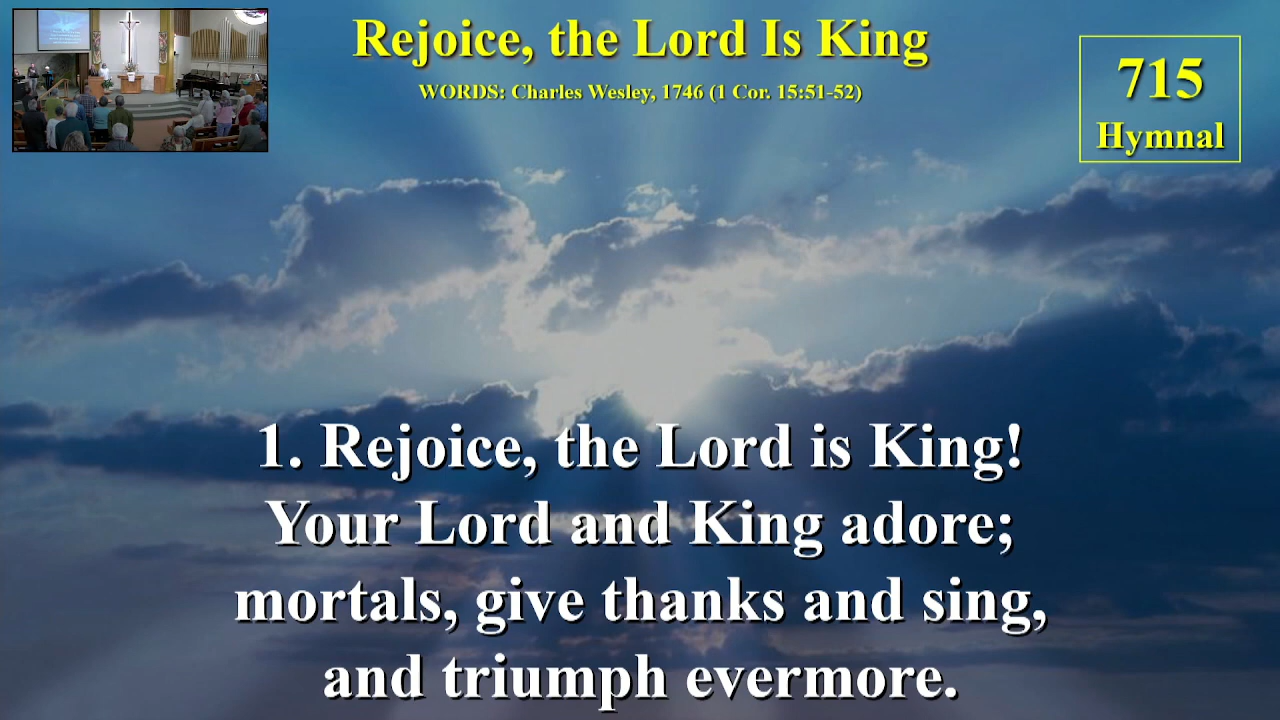 Rejoice, the Lord Is King
WORDS: Charles Wesley, 1746 (1 Cor. 15:51-52)
715
Hymnal
1. Rejoice, the Lord is King!
Your Lord and King adore;
mortals, give thanks and sing,
and triumph evermore.